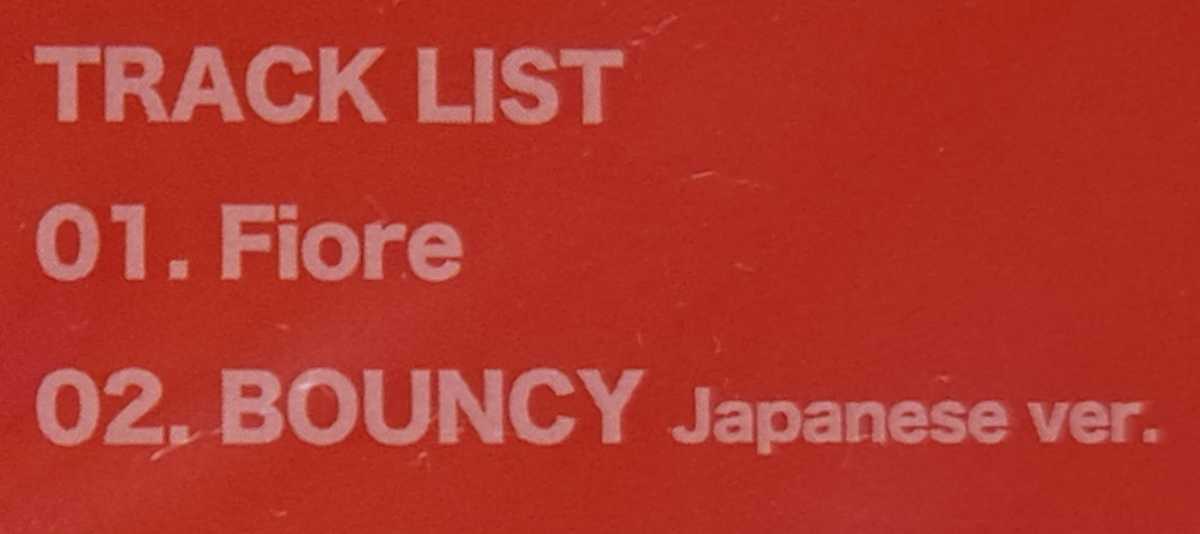 TRACK LIST
01. Fiore
02. BOUNCY Japanese ver.